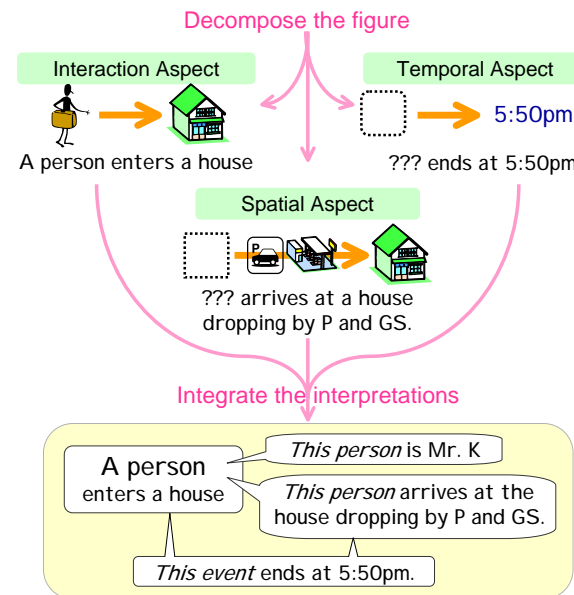 Decompose the figure
Interaction Aspect
Temporal Aspect
5:50pm
A person enters a house
??? ends at 5:50pm
Spatial Aspect
P
??? arrives at a house
dropping by P and GS.
Integrate the interpretations
This person is Mr. K
A person
enters a house
This person arrives at the
house dropping by P and GS.
This event ends at 5:50pm.